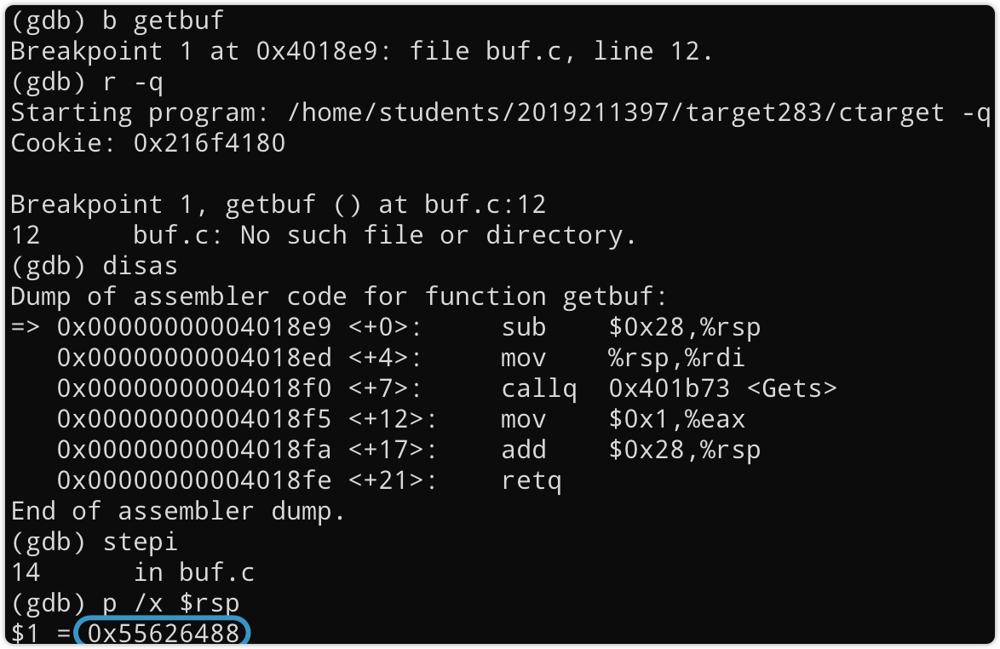 (gdb) b getbuf
Breakpoint 1 at 0x4018e9: file buf.c, line 12.
(gdb) r -q
Starting program: /home/students/2019211397/target283/ctarget -q
Cookie: 0x216f4180
Breakpoint 1, getbuf () at buf.c:12
12      buf.c: No such file or directory.
(gdb) disas
Dump of assembler code for function getbuf:
=> 0x00000000004018e9 <+0>:     sub    $0x28,%rsp
   0x00000000004018ed <+4>:     mov    %rsp,%rdi
   0x00000000004018f0 <+7>:     callq  0x401b73 <Gets>
   0x00000000004018f5 <+12>:    mov    $0x1,%eax
   0x00000000004018fa <+17>:    add    $0x28,%rsp
   0x00000000004018fe <+21>:    retq
End of assembler dump.
(gdb) stepi
14      in buf.c
(gdb) p /x $rsp
$1 = 0x55626488